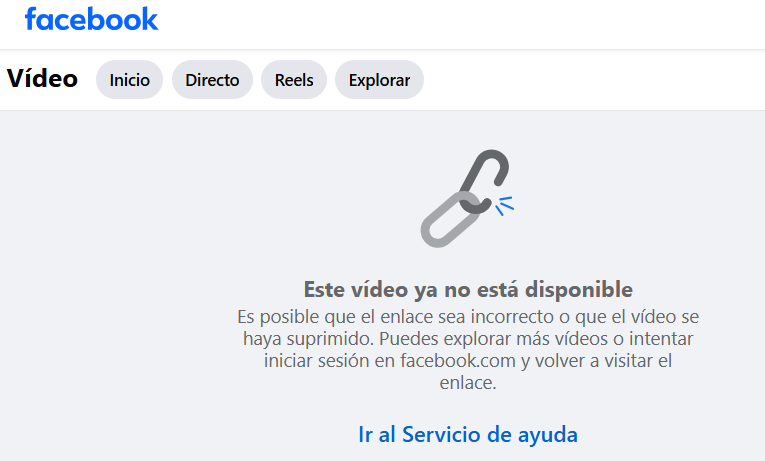 facebook
Vídeo Inicio Directo Reels Explorar
Este vídeo ya no está disponible
Es posible que el enlace sea incorrecto o que el vídeo se
haya suprimido. Puedes explorar más vídeos o intentar
iniciar sesión en facebook.com y volver a visitar el
enlace.
Ir al Servicio de ayuda